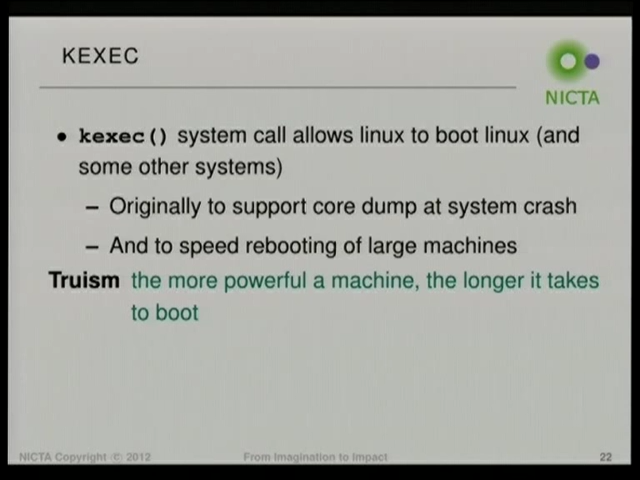 KEXEC
NICTA
• kexec() system call allows linux to boot linux (and
some other systems)
– Originally to support core dump at system crash
– And to speed rebooting of large machines
Truism the more powerful a machine, the longer it takes
to boot
NICTA Copyright © 2012 From Imagination to Impact 22